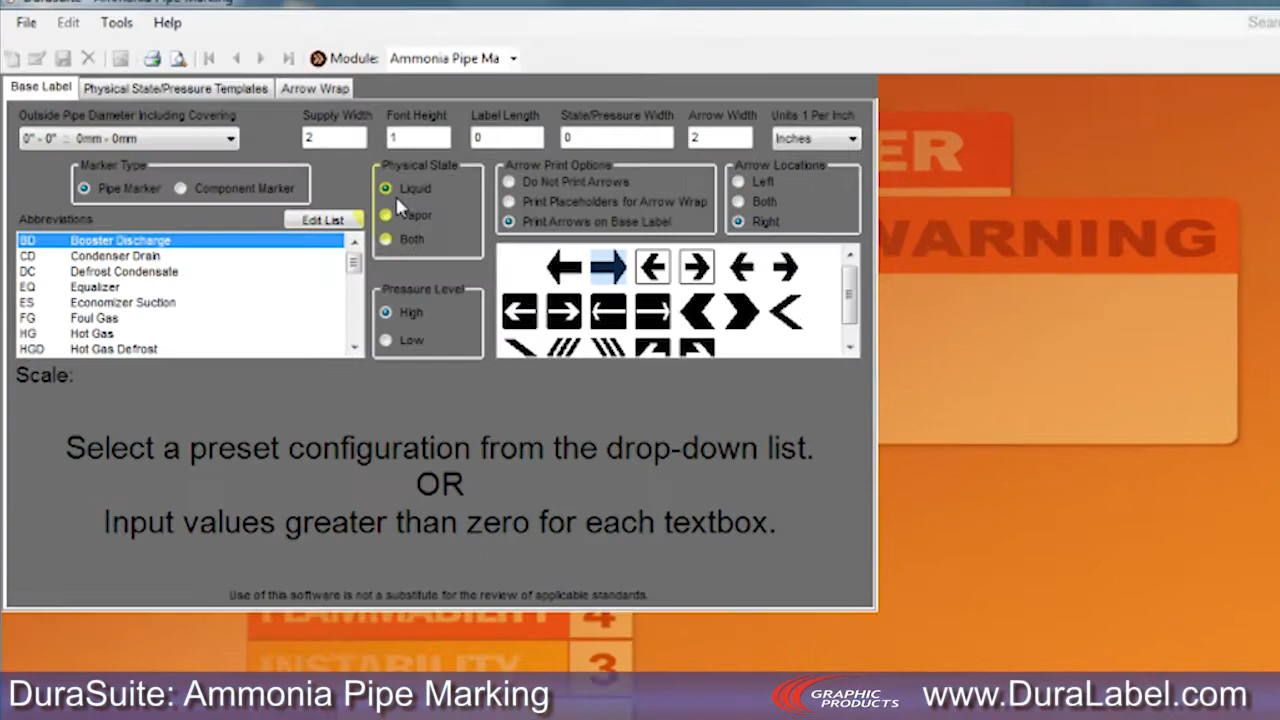 DuraSuite - Ammonia Pipe Marking
File Edit Tools Help Sear
Module: Ammonia Pipe Ma
Base Label Physical State/Pressure Templates Arrow Wrap
Outside Pipe Diameter Including Covering Supply Width Font Height Label Length State/Pressure Width Arrow Width Units 1 Per Inch
0" - 0" :: 0mm - 0mm 2 1 0 0 2 Inches
Marker Type Physical State Arrow Print Options Arrow Locations
Pipe Marker Component Marker Liquid Do Not Print Arrows Left
Print Placeholders for Arrow Wrap Both
Abbreviations Edit List Vapor Print Arrows on Base Label Right
BD Booster Discharge Both
CD Condenser Drain
DC Defrost Condensate
EQ Equalizer Pressure Level
ES Economizer Suction High
FG Foul Gas
HG Hot Gas Low
HGD Hot Gas Defrost
Scale:
Select a preset configuration from the drop-down list.
OR
Input values greater than zero for each textbox.
Use of this software is not a substitute for the review of applicable standards.
ER
WARNING
FLAMMABILITY 4
INSTABILITY 3
DuraSuite: Ammonia Pipe Marking GRAPHIC PRODUCTS www.DuraLabel.com